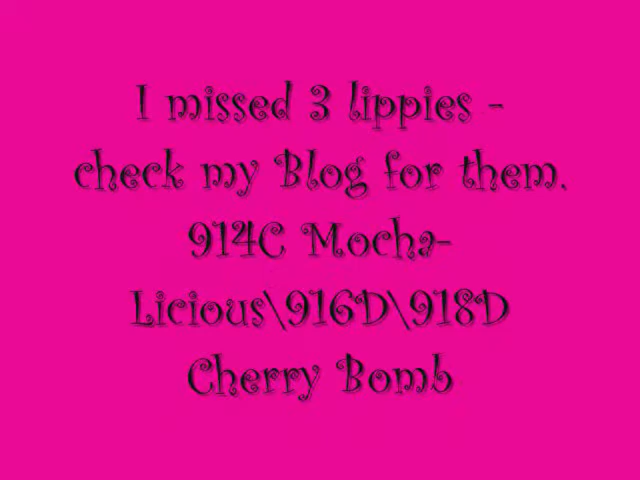 I missed 3 lippies -
check my Blog for them.
914C Mocha-
Licious\916D\918D
Cherry Bomb